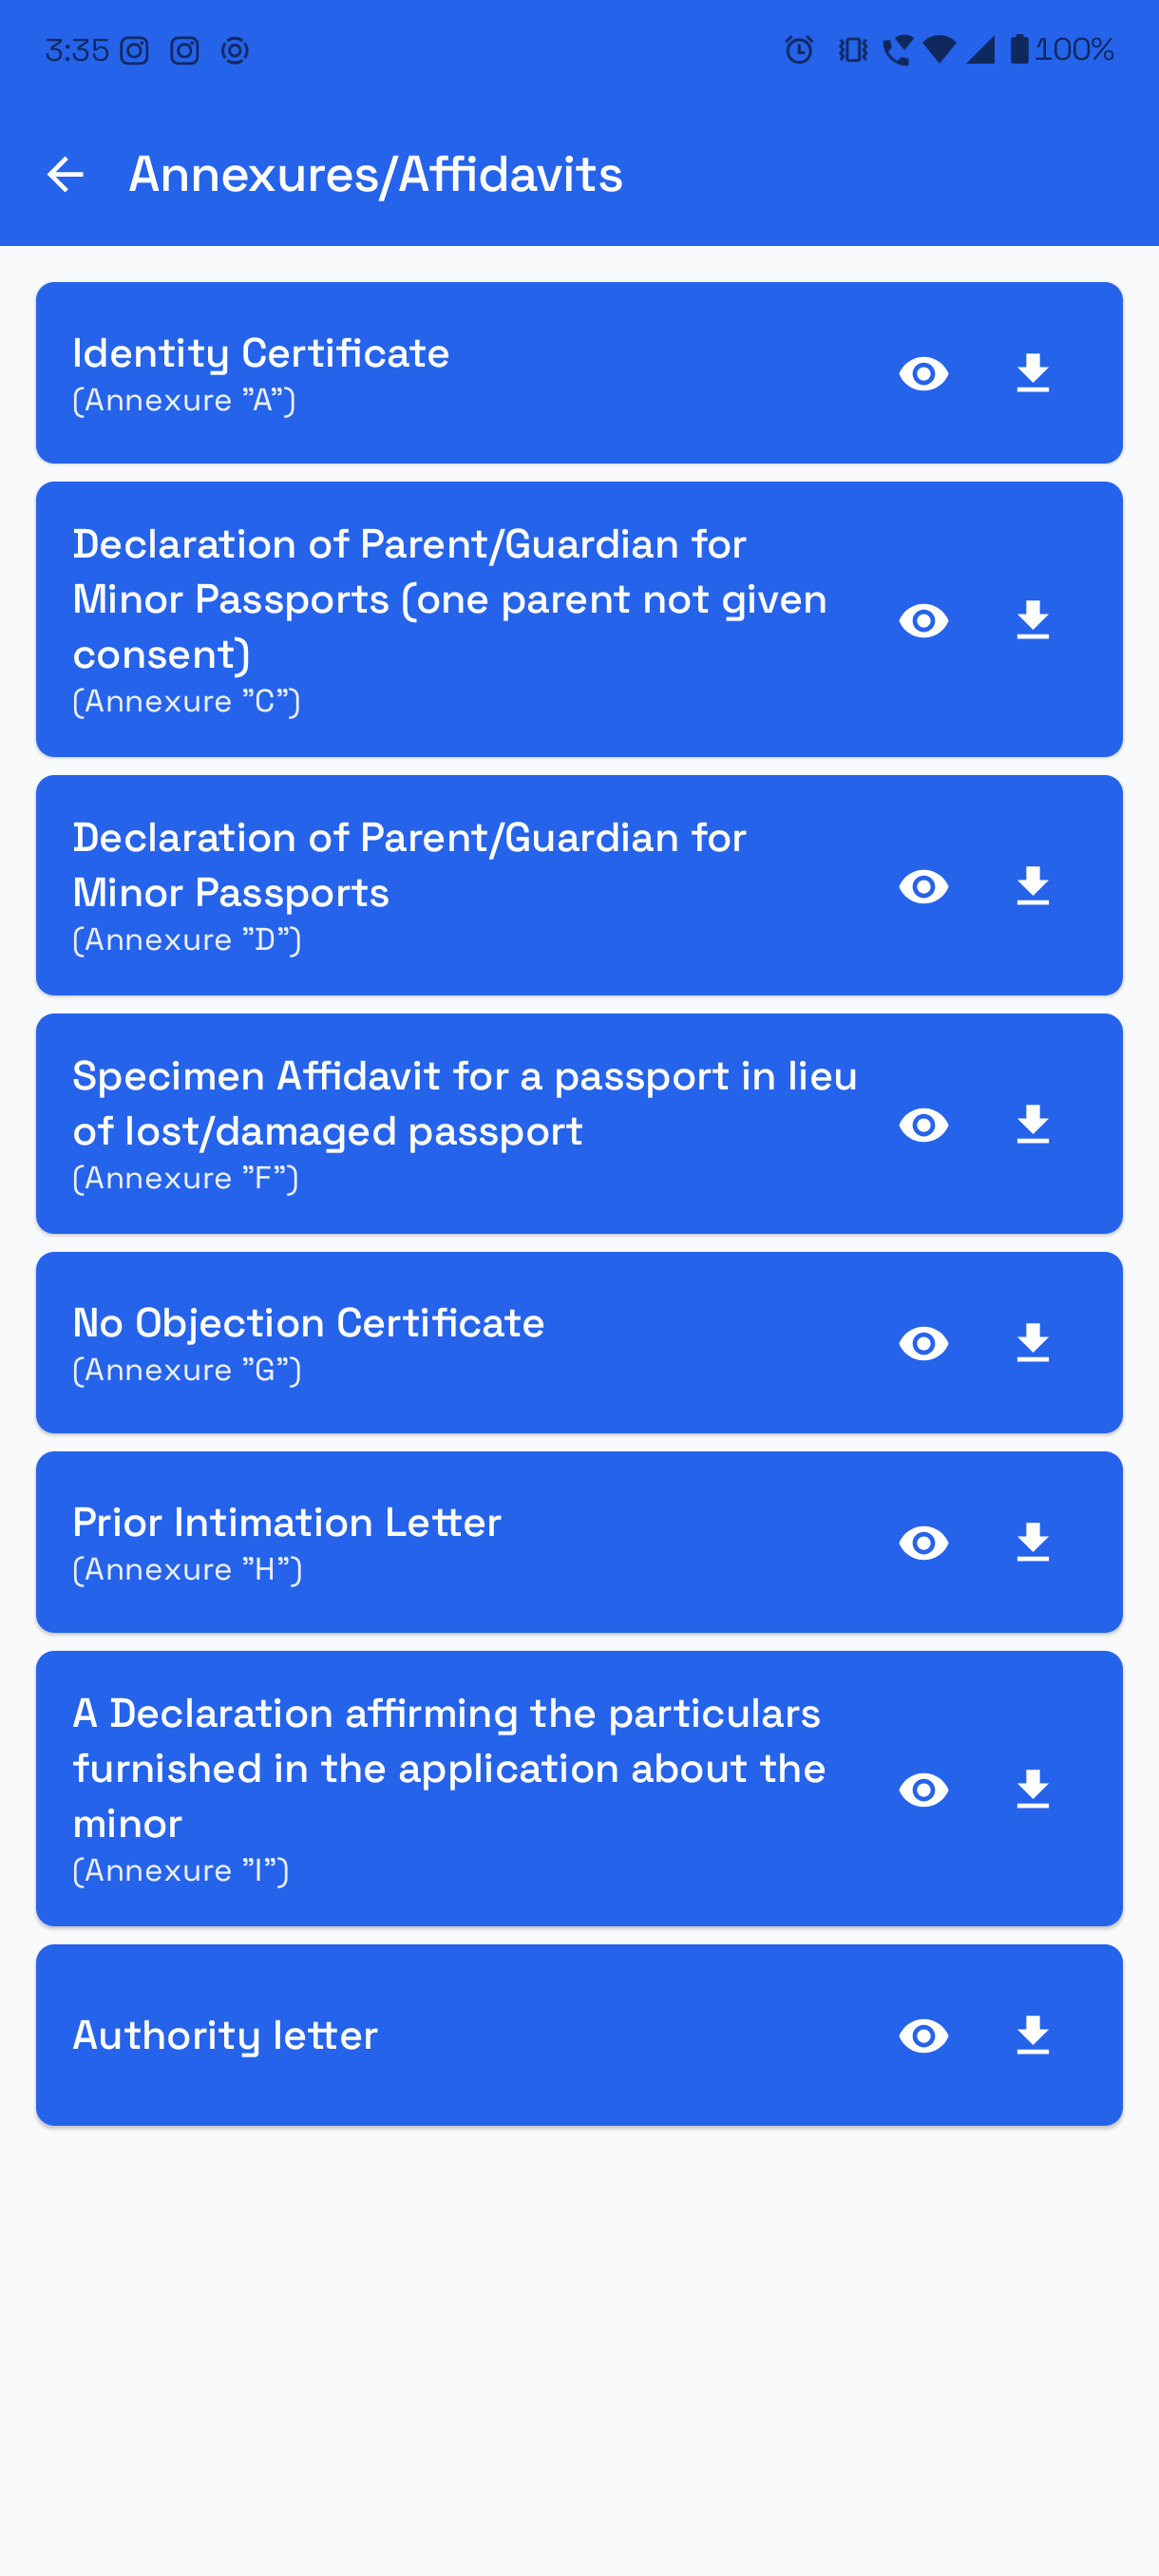 3:35
100%
Annexures/Affidavits
Identity Certificate
(Annexure "A")
Declaration of Parent/Guardian for
Minor Passports (one parent not given
consent)
(Annexure "C")
Declaration of Parent/Guardian for
Minor Passports
(Annexure "D")
Specimen Affidavit for a passport in lieu
of lost/damaged passport
(Annexure "F")
No Objection Certificate
(Annexure "G")
Prior Intimation Letter
(Annexure "H")
A Declaration affirming the particulars
furnished in the application about the
minor
(Annexure "I")
Authority letter